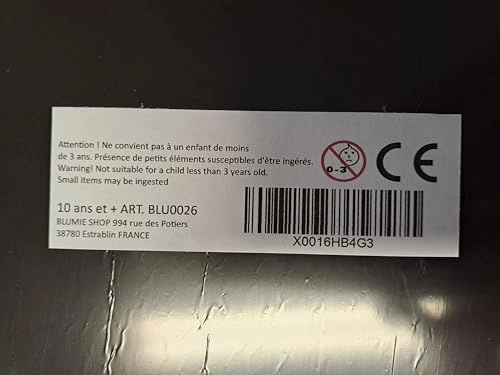 Attention ! Ne convient pas à un enfant de moins
de 3 ans. Présence de petits éléments susceptibles d'être ingérés.
Warning! Not suitable for a child less than 3 years old.
Small items may be ingested
0-3
CE
10 ans et + ART. BLU0026
BLUMIE SHOP 994 rue des Potiers
38780 Estrablin FRANCE
X0016HB4G3